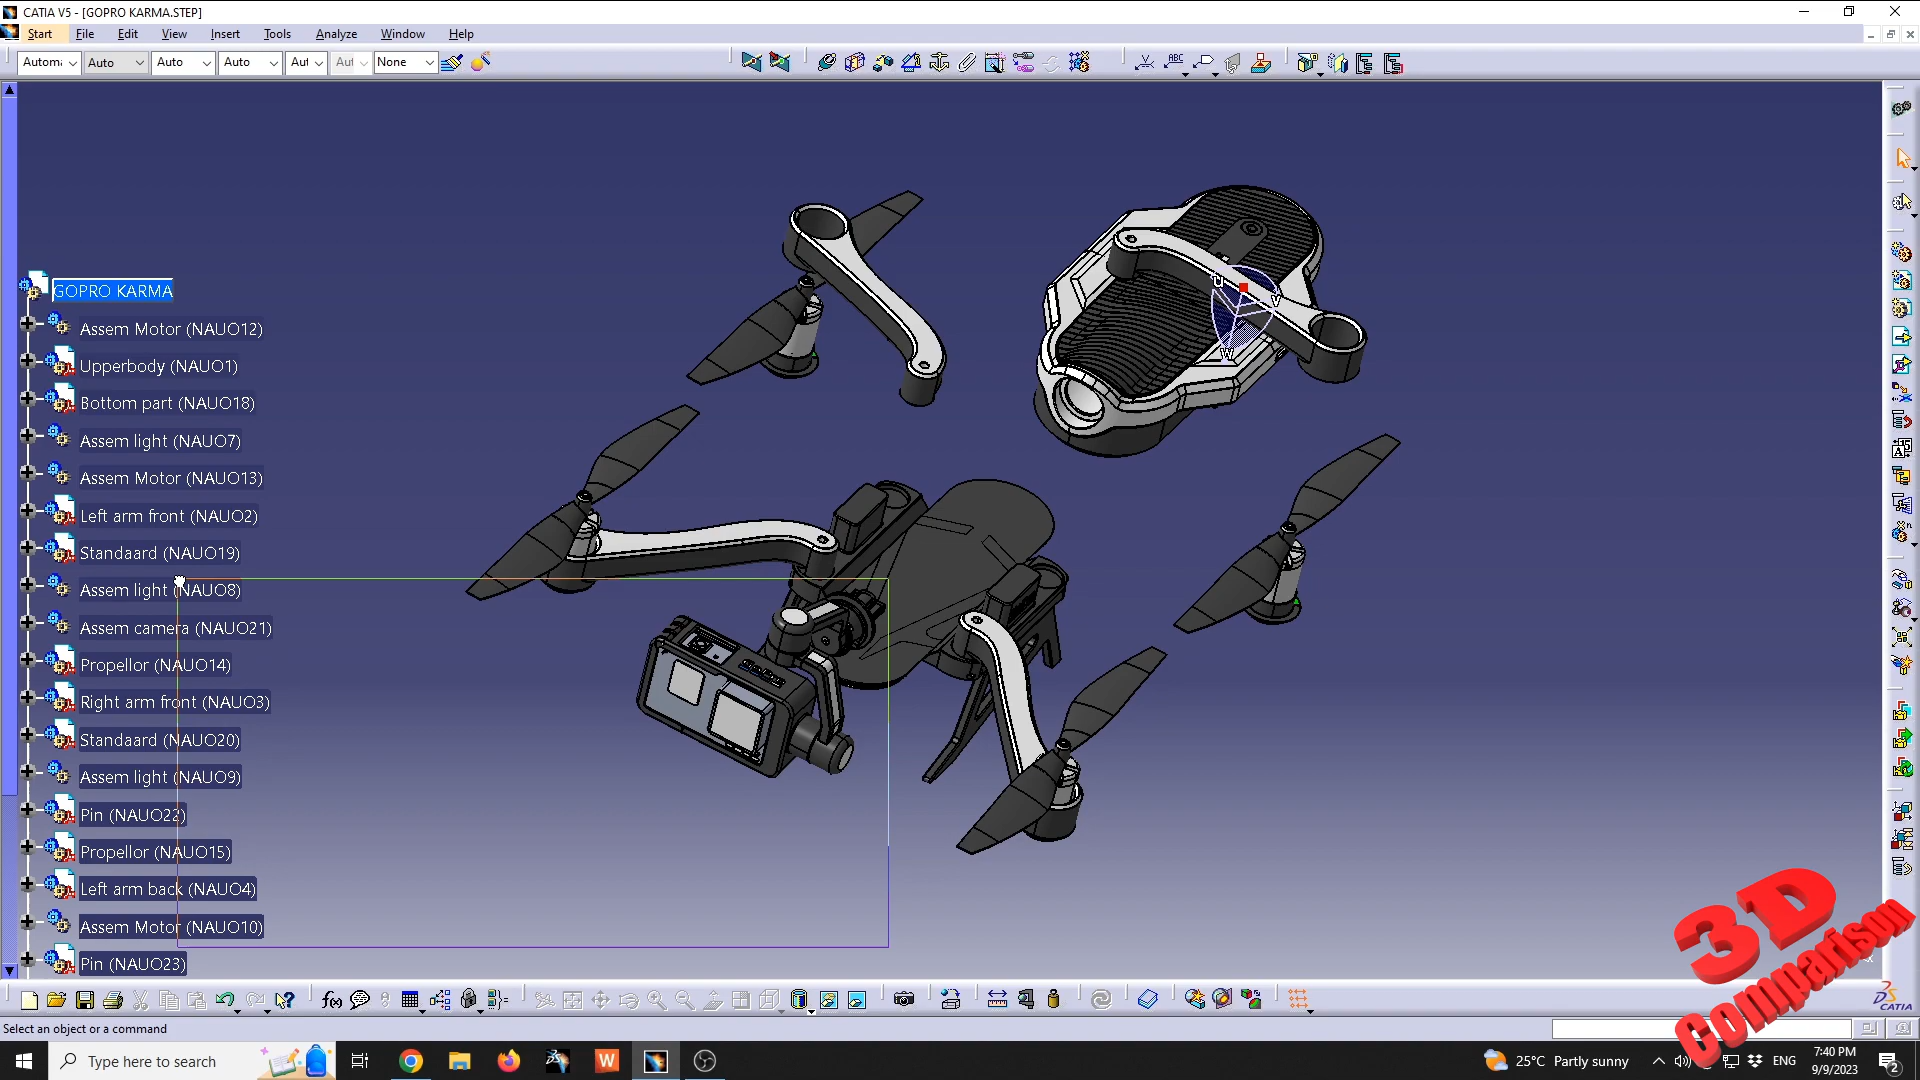 CATIA V5 - [GOPRO KARMA.STEP]
Start File Edit View Insert Tools Analyze Window Help
Automa Auto Auto Auto Aut Aut None
ABC
U
V
W
GOPRO KARMA
Assem Motor (NAUO12)
Upperbody (NAUO1)
Bottom part (NAUO18)
Assem light (NAUO7)
Assem Motor (NAUO13)
Left arm front (NAUO2)
Standaard (NAUO19)
Assem light (NAUO8)
Assem camera (NAUO21)
Propellor (NAUO14)
Right arm front (NAUO3)
Standaard (NAUO20)
Assem light (NAUO9)
Pin (NAUO22)
Propellor (NAUO15)
Left arm back (NAUO4)
Assem Motor (NAUO10)
Pin (NAUO23)
3D
Comparison
f(x)
CATIA
Select an object or a command
Type here to search
25°C Partly sunny
ENG
7:40 PM
9/9/2023
2